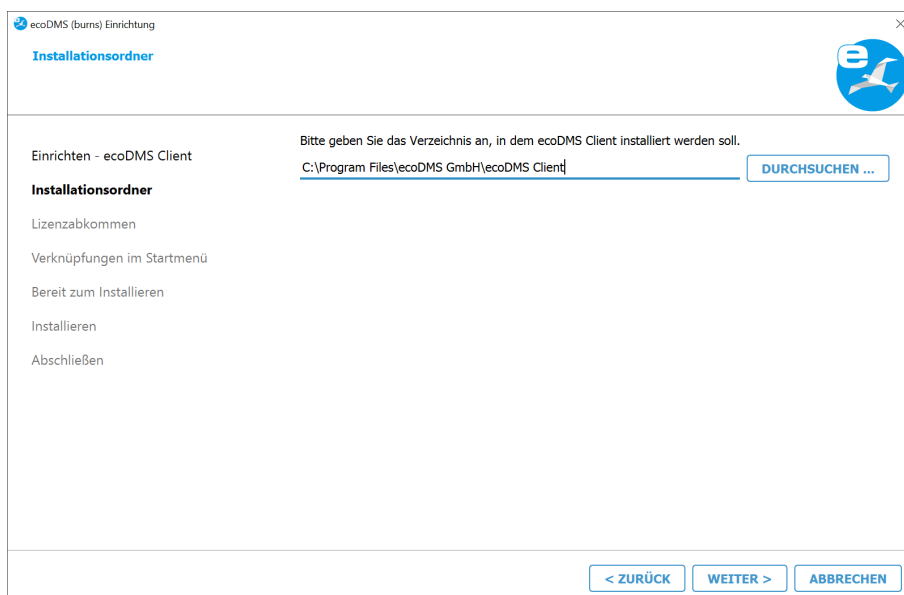 ecoDMS (burns) Einrichtung
Installationsordner
e
Bitte geben Sie das Verzeichnis an, in dem ecoDMS Client installiert werden soll.
C:\Program Files\ecoDMS GmbH\ecoDMS Client
DURCHSUCHEN ...
Einrichten - ecoDMS Client
Installationsordner
Lizenzabkommen
Verknüpfungen im Startmenü
Bereit zum Installieren
Installieren
Abschließen
< ZURÜCK WEITER > ABBRECHEN